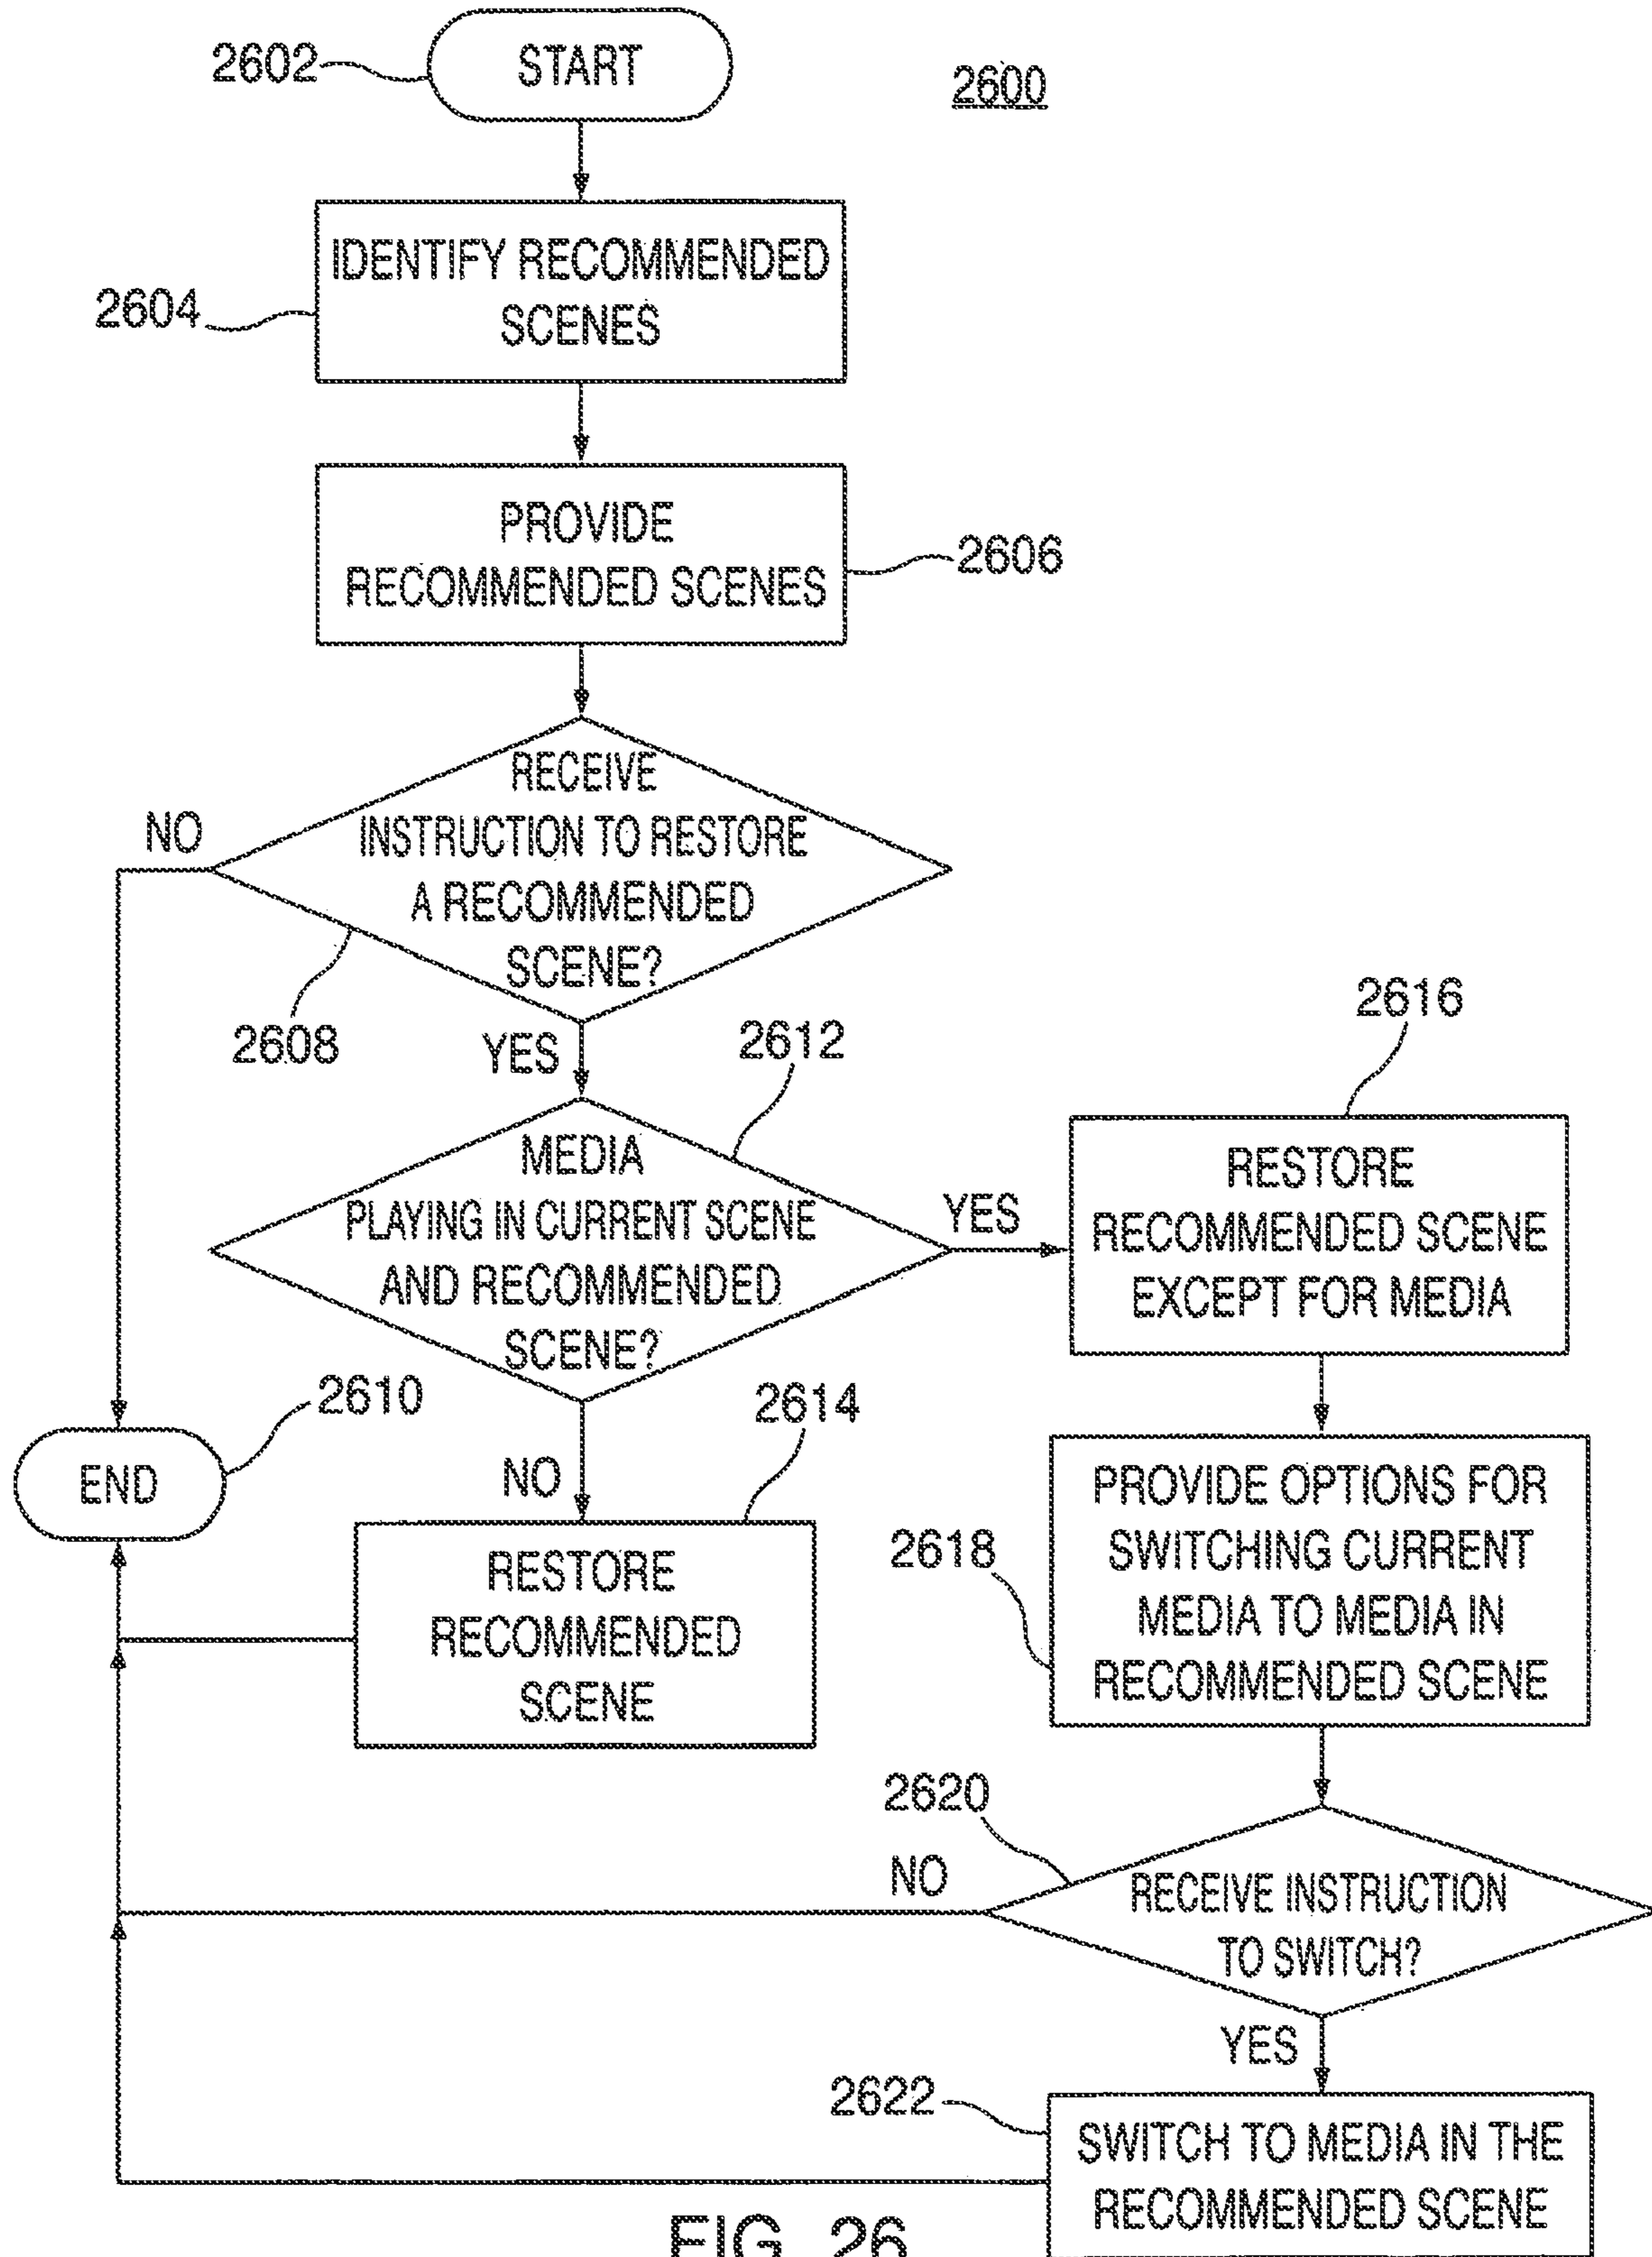 2602
START
2600
IDENTIFY RECOMMENDED
SCENES
2604
PROVIDE
RECOMMENDED SCENES
2606
RECEIVE
INSTRUCTION TO RESTORE
A RECOMMENDED
SCENE?
NO
2608
YES
2612
MEDIA
PLAYING IN CURRENT SCENE
AND RECOMMENDED
SCENE?
YES
2616
RESTORE
RECOMMENDED SCENE
EXCEPT FOR MEDIA
2610
END
NO
2614
RESTORE
RECOMMENDED
SCENE
2618
PROVIDE OPTIONS FOR
SWITCHING CURRENT
MEDIA TO MEDIA IN
RECOMMENDED SCENE
2620
NO
RECEIVE INSTRUCTION
TO SWITCH?
YES
2622
SWITCH TO MEDIA IN THE
RECOMMENDED SCENE
FIG. 26